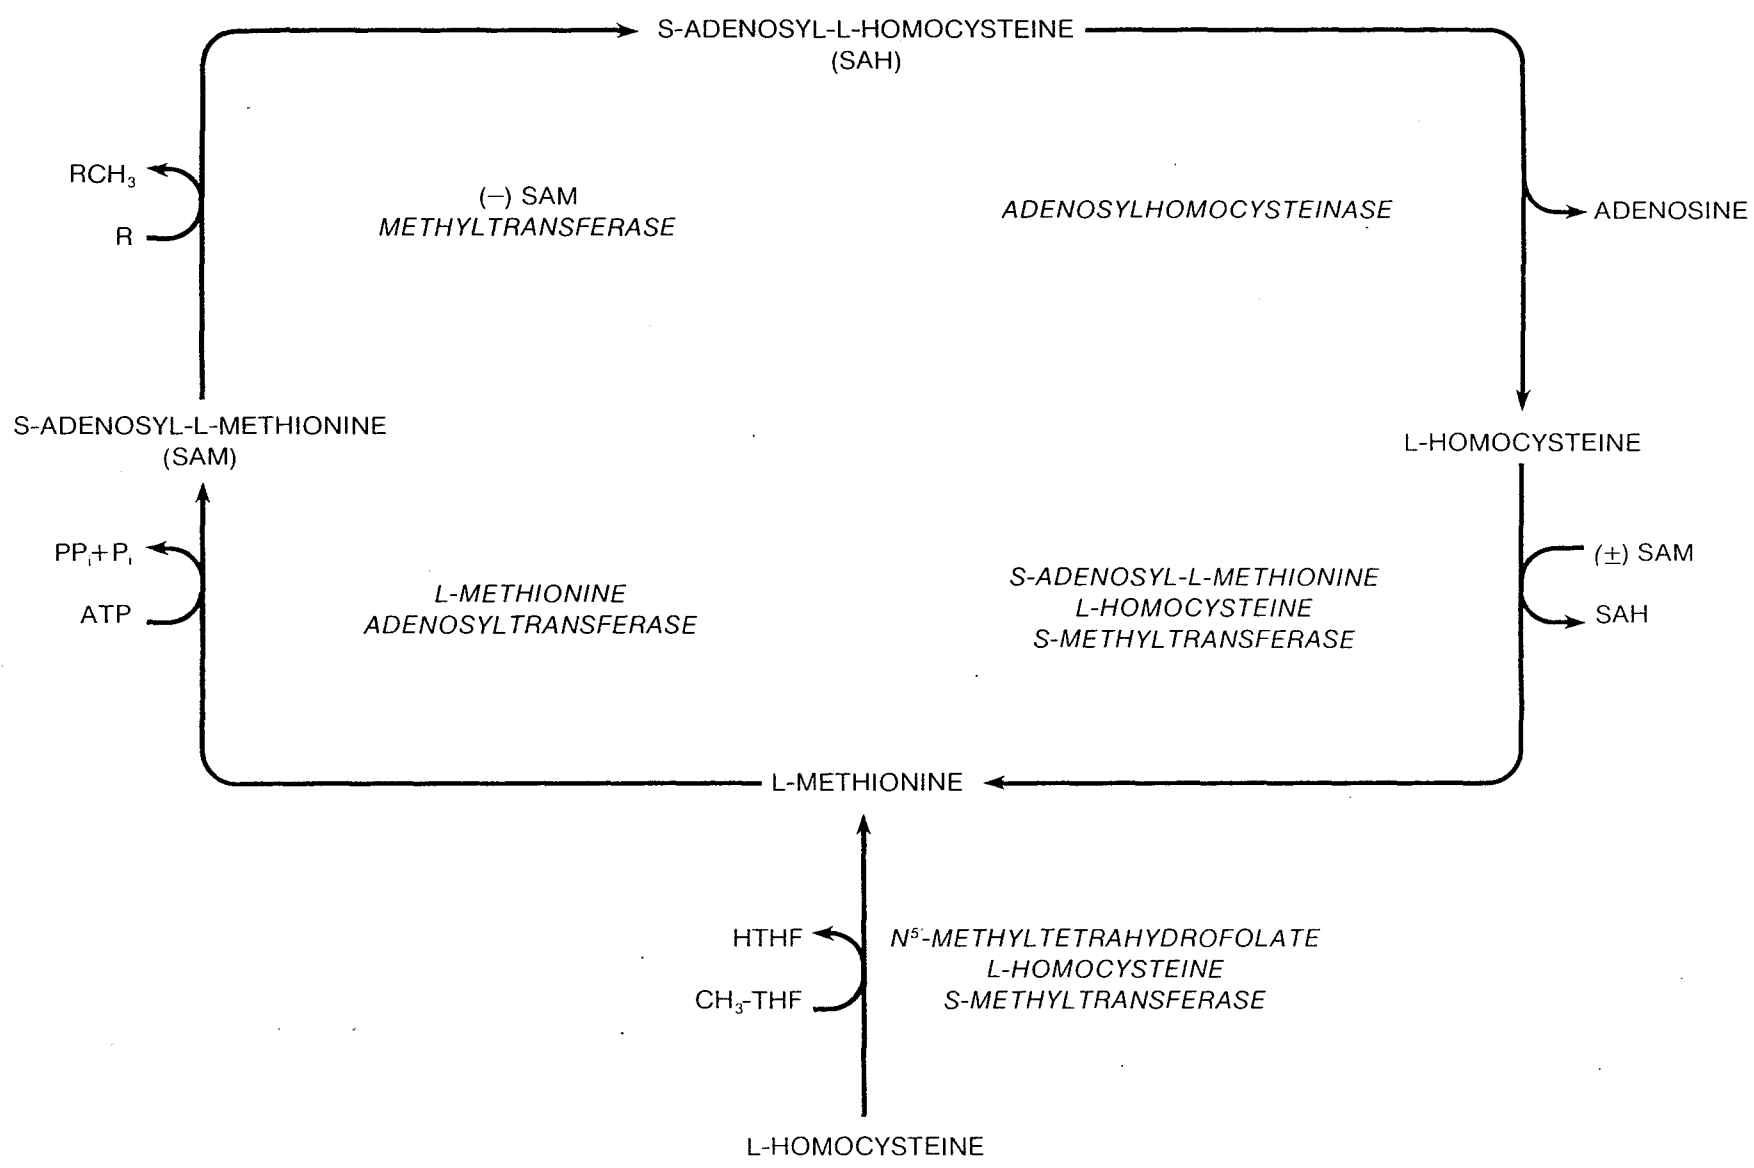 S-ADENOSYL-L-HOMOCYSTEINE
(SAH)
RCH₃
R
(−) SAM
METHYLTRANSFERASE
ADENOSYLHOMOCYSTEINASE
ADENOSINE
S-ADENOSYL-L-METHIONINE
(SAM)
L-HOMOCYSTEINE
PPᵢ+Pᵢ
ATP
L-METHIONINE
ADENOSYLTRANSFERASE
S-ADENOSYL-L-METHIONINE
L-HOMOCYSTEINE
S-METHYLTRANSFERASE
(±) SAM
SAH
L-METHIONINE
HTHF
CH₃-THF
N⁵'-METHYLTETRAHYDROFOLATE
L-HOMOCYSTEINE
S-METHYLTRANSFERASE
L-HOMOCYSTEINE